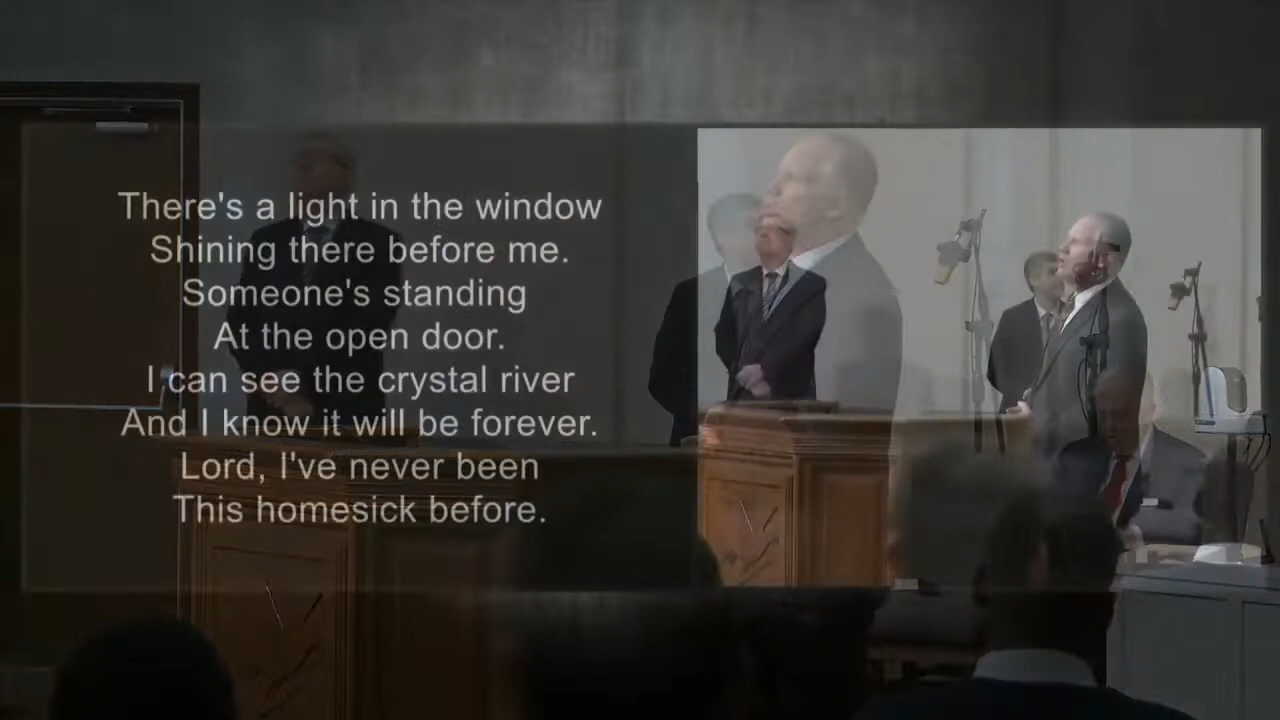 There's a light in the window
Shining there before me.
Someone's standing
At the open door.
I can see the crystal river
And I know it will be forever.
Lord, I've never been
This homesick before.